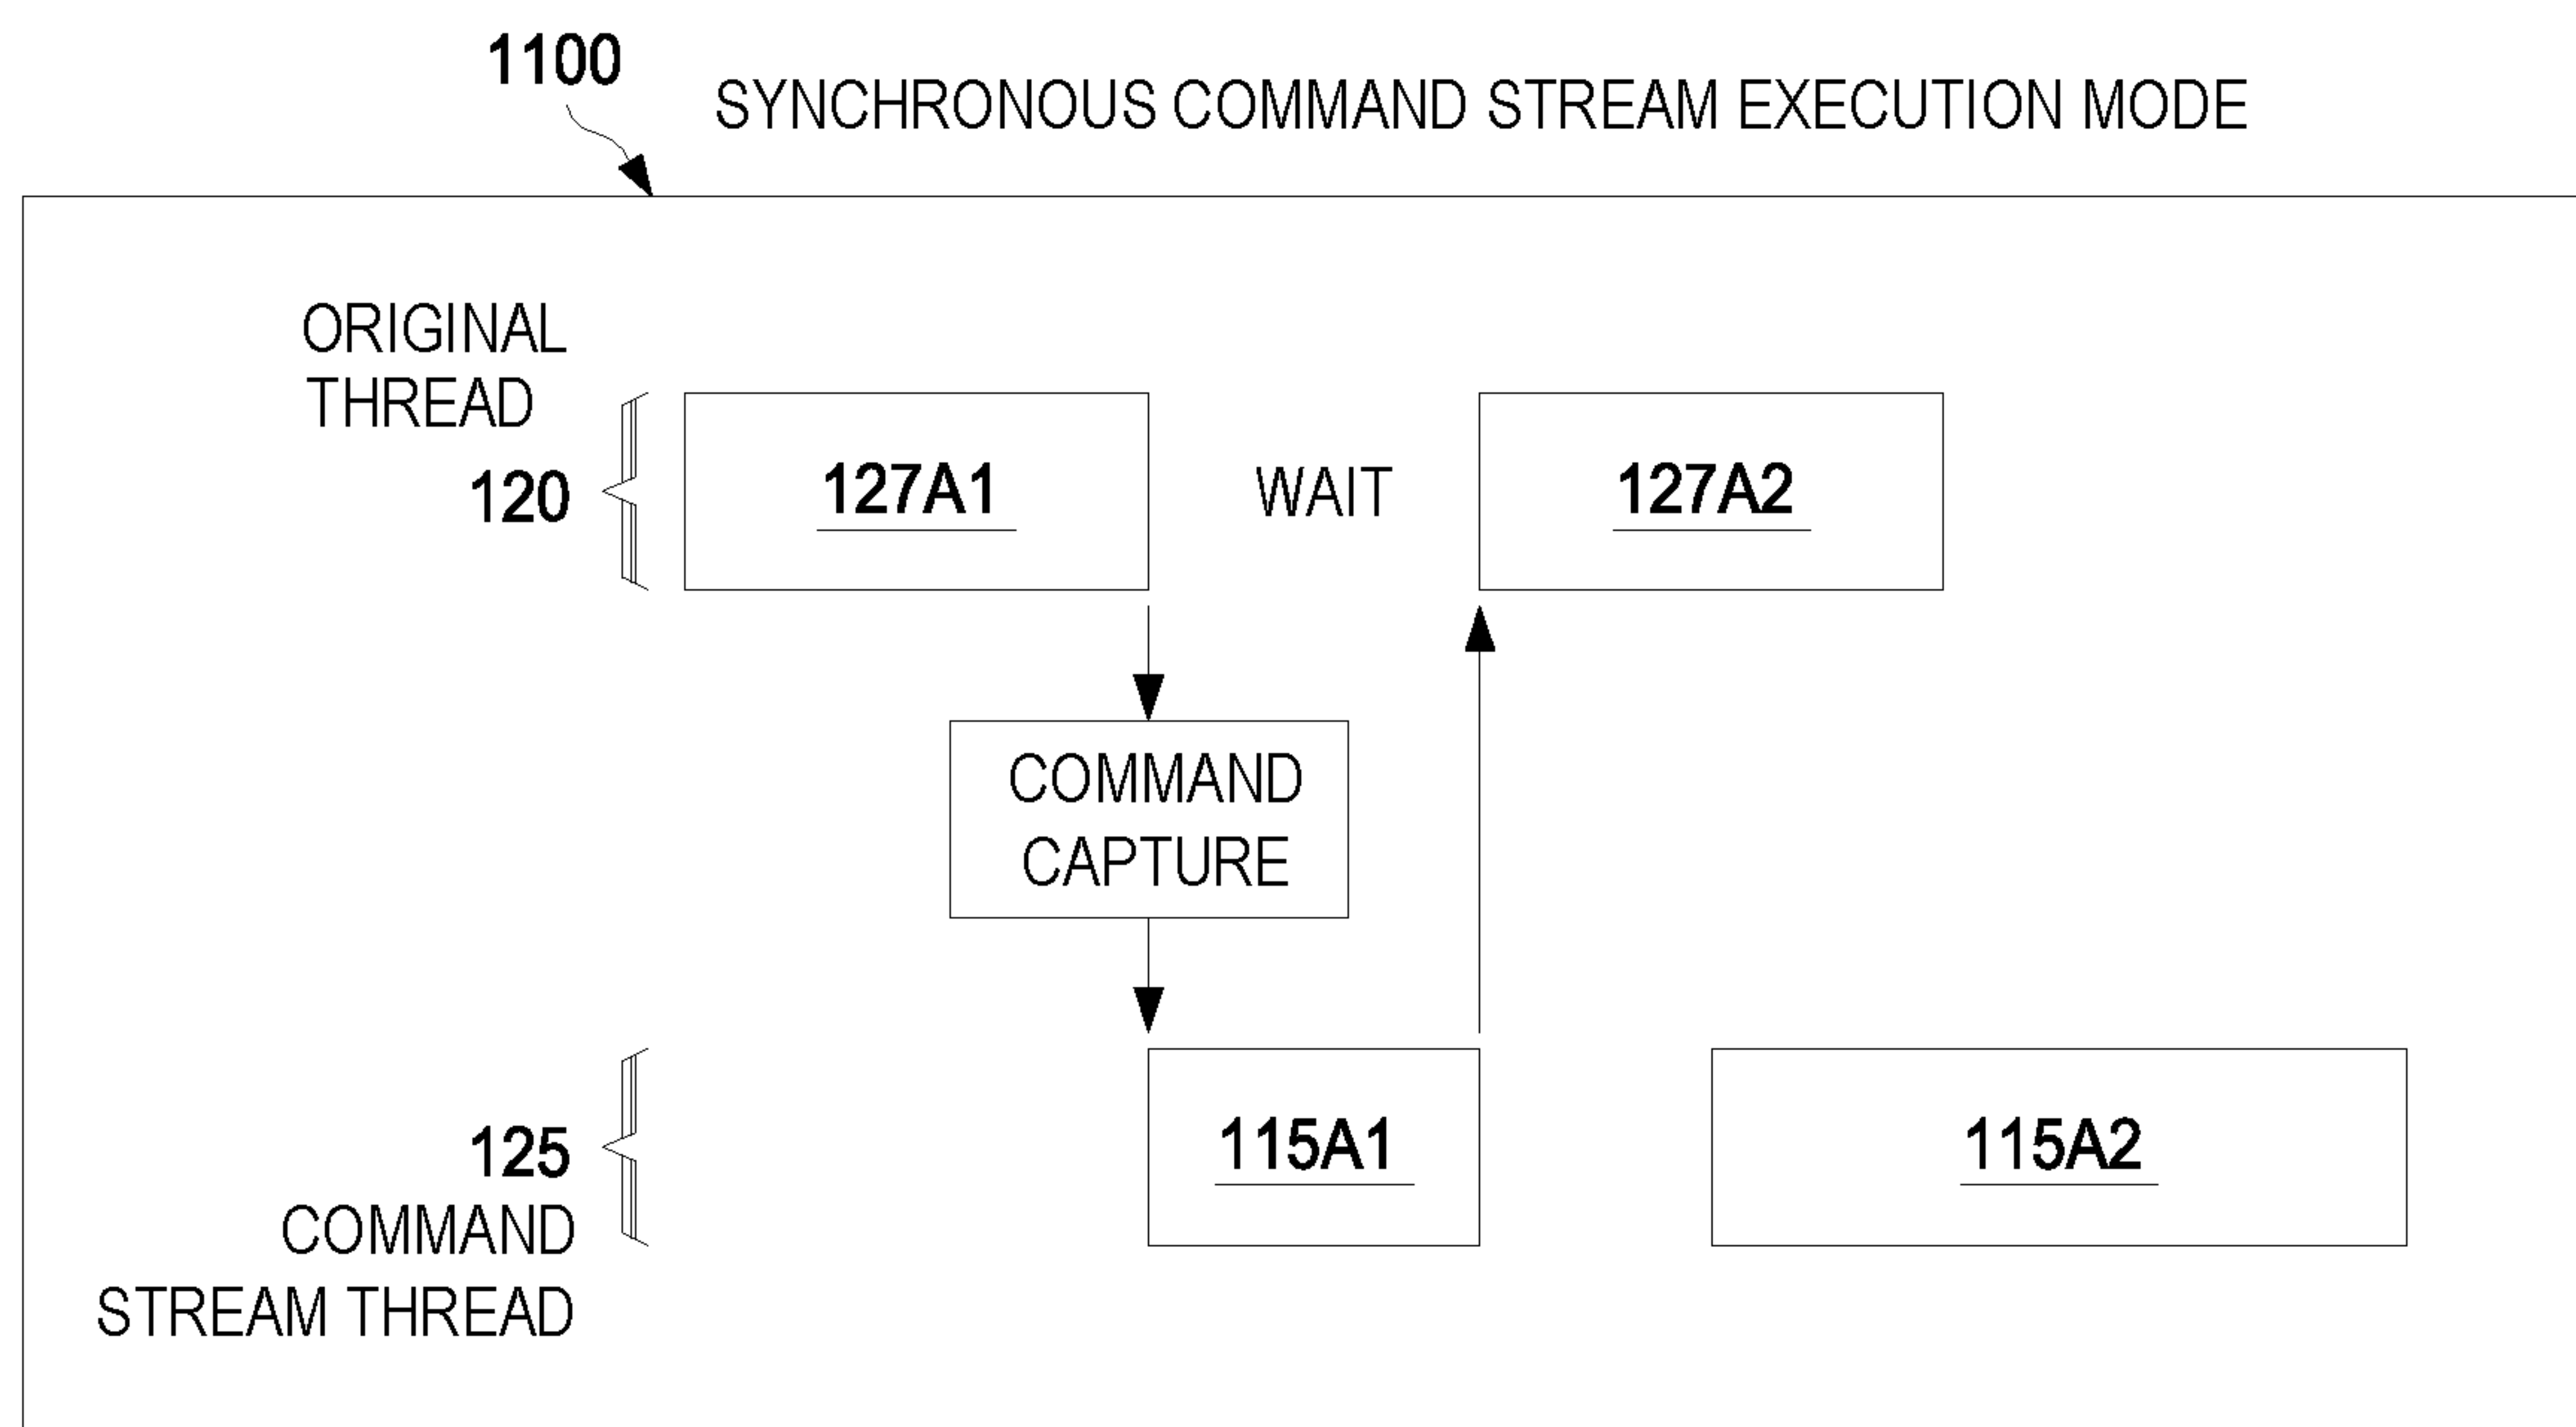 1100
SYNCHRONOUS COMMAND STREAM EXECUTION MODE
ORIGINAL
THREAD
120
127A1
WAIT
127A2
COMMAND
CAPTURE
125
COMMAND
STREAM THREAD
115A1
115A2